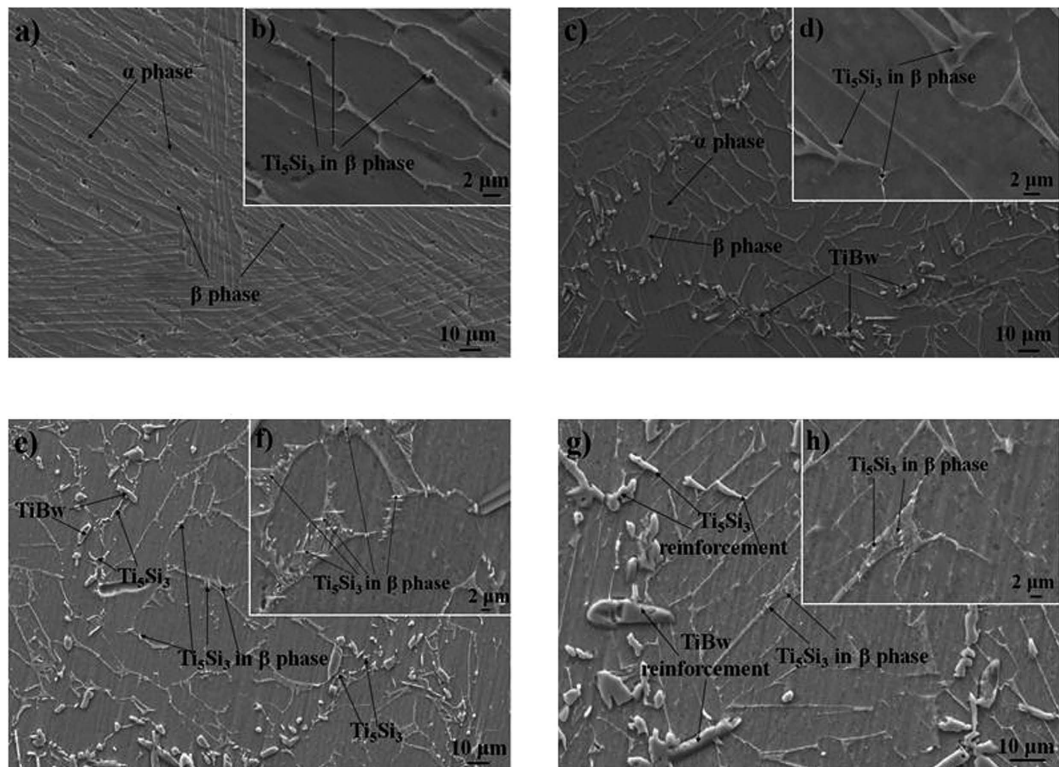 a)
α phase
β phase
10 μm
b)
Ti₅Si₃ in β phase
2 μm
c)
α phase
β phase
TiBw
10 μm
d)
Ti₅Si₃ in β phase
2 μm
e)
TiBw
Ti₅Si₃
Ti₅Si₃ in β phase
Ti₅Si₃
10 μm
f)
Ti₅Si₃ in β phase
2 μm
g)
Ti₅Si₃
reinforcement
TiBw
reinforcement
Ti₅Si₃ in β phase
10 μm
h)
Ti₅Si₃ in β phase
2 μm